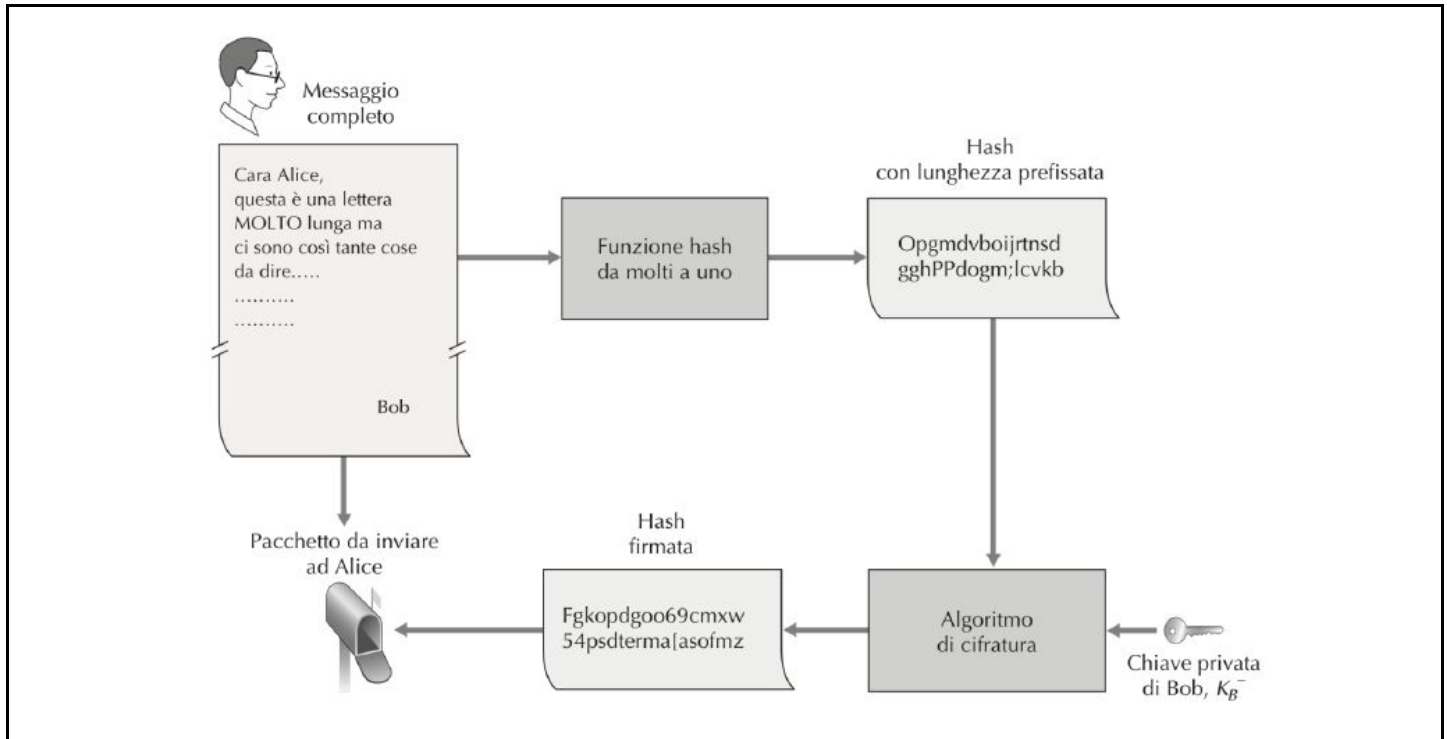 Messaggio
completo
Cara Alice,
questa è una lettera
MOLTO lunga ma
ci sono così tante cose
da dire.....
..........
..........
Bob
Funzione hash
da molti a uno
Hash
con lunghezza prefissata
Opgmdvboijrtnsd
gghPPdogm;lcvkb
Pacchetto da inviare
ad Alice
Hash
firmata
Fgkopdgoo69cmxw
54psdterma[asofmz
Algoritmo
di cifratura
Chiave privata
di Bob, K_B^−